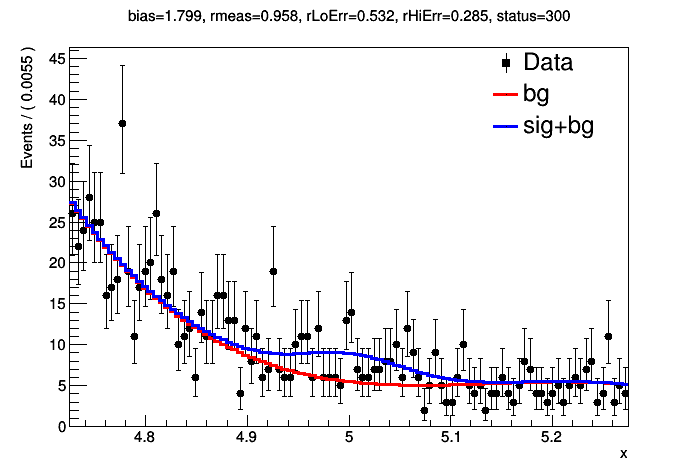 bias=1.799, rmeas=0.958, rLoErr=0.532, rHiErr=0.285, status=300
Events / ( 0.0055 )
45
40
35
30
25
20
15
10
5
0
Data
bg
sig+bg
4.8 4.9 5 5.1 5.2
x